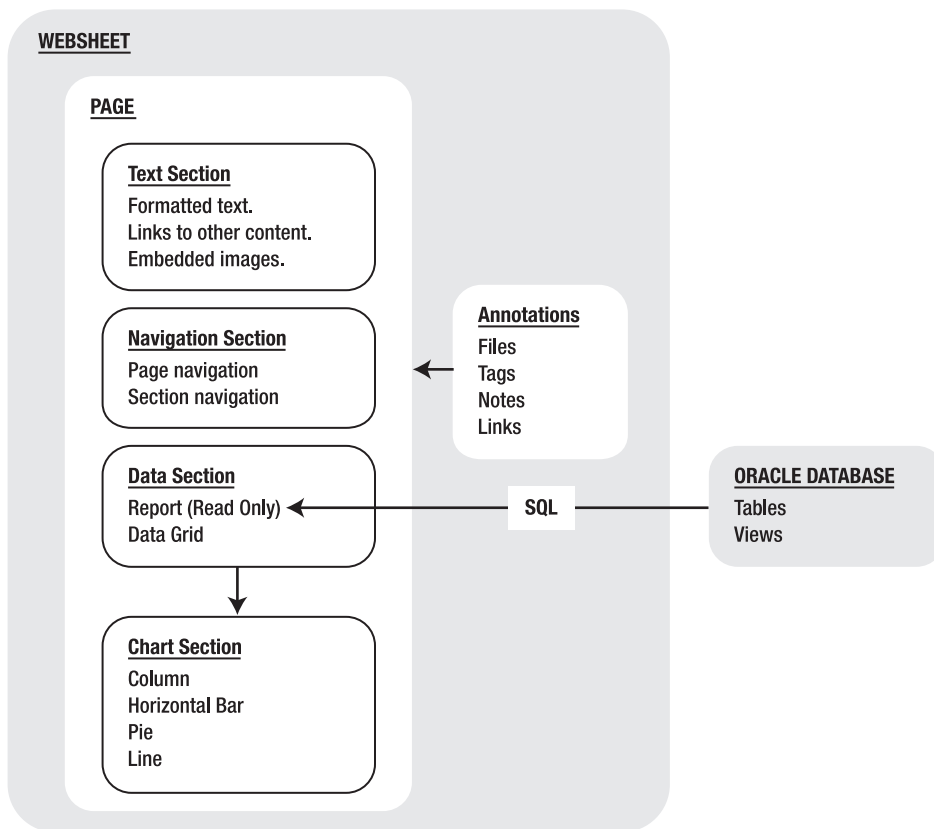 WEBSHEET
PAGE
Text Section
Formatted text.
Links to other content.
Embedded images.
Navigation Section
Page navigation
Section navigation
Annotations
Files
Tags
Notes
Links
Data Section
Report (Read Only)
Data Grid
SQL
ORACLE DATABASE
Tables
Views
Chart Section
Column
Horizontal Bar
Pie
Line